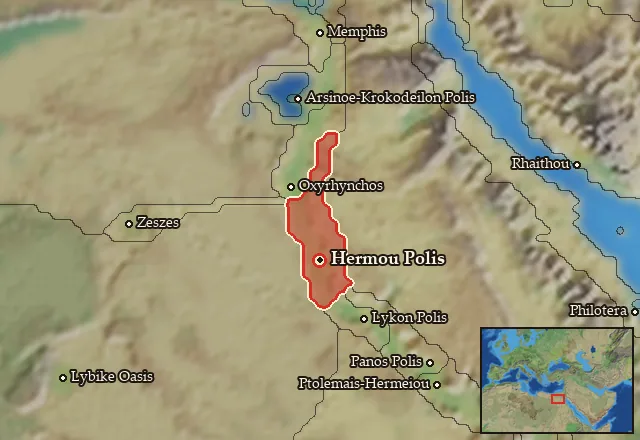 Memphis
Arsinoe-Krokodeilon Polis
Rhaithou
Oxyrhynchos
Zeszes
Hermou Polis
Philotera
Lykon Polis
Panos Polis
Lybike Oasis
Ptolemais-Hermeiou